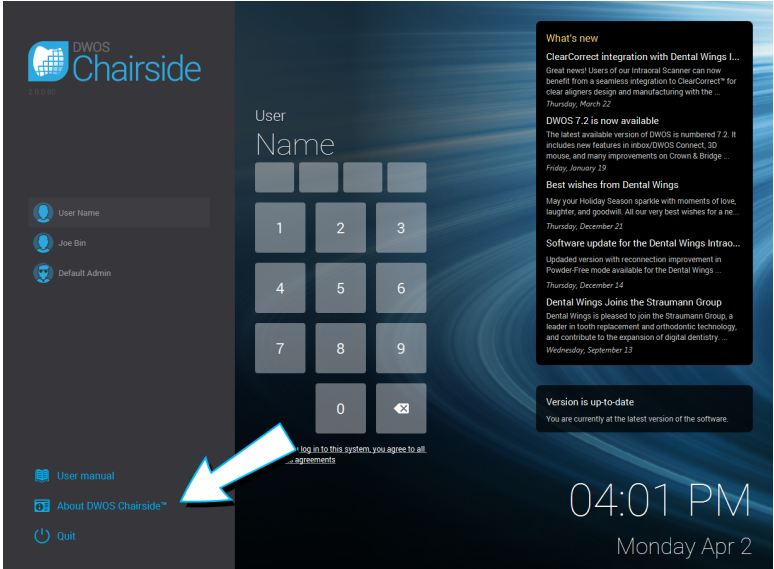 DWOS
Chairside
2.0.0.80
User Name
Joe Bin
Default Admin
User manual
About DWOS Chairside™
Quit
User
Name
1 2 3
4 5 6
7 8 9
0
log in to this system, you agree to all
agreements
What's new
ClearCorrect integration with Dental Wings I...
Great news! Users of our Intraoral Scanner can now
benefit from a seamless integration to ClearCorrect™ for
clear aligners design and manufacturing with the ...
Thursday, March 22
DWOS 7.2 is now available
The latest available version of DWOS is numbered 7.2. It
includes new features in inbox/DWOS Connect, 3D
mouse, and many improvements on Crown & Bridge ...
Friday, January 19
Best wishes from Dental Wings
May your Holiday Season sparkle with moments of love,
laughter, and goodwill. All our very best wishes for a ne...
Thursday, December 21
Software update for the Dental Wings Intrao...
Updaded version with reconnection improvement in
Powder-Free mode available for the Dental Wings ...
Thursday, December 14
Dental Wings Joins the Straumann Group
Dental Wings is pleased to join the Straumann Group, a
leader in tooth replacement and orthodontic technology,
and contribute to the expansion of digital dentistry. ...
Wednesday, September 13
Version is up-to-date
You are currently at the latest version of the software.
04:01 PM
Monday Apr 2